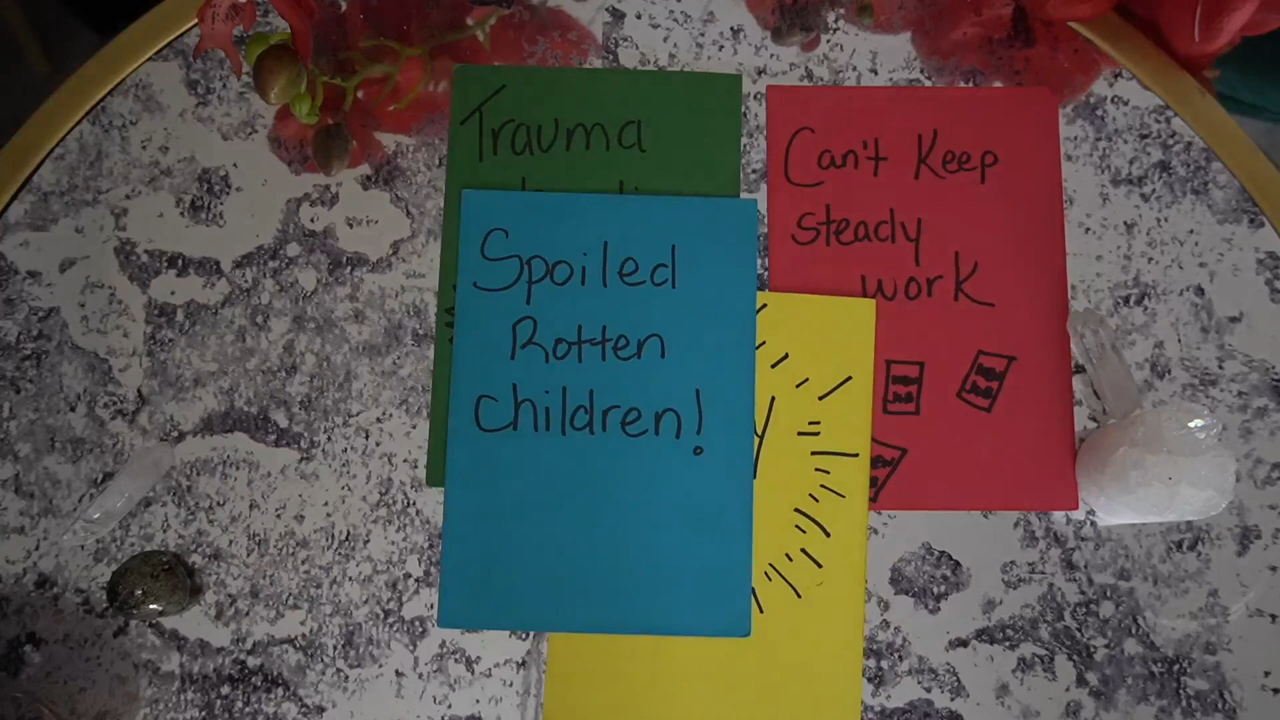 Trauma
Can't Keep
steady
work
Spoiled
Rotten
children!